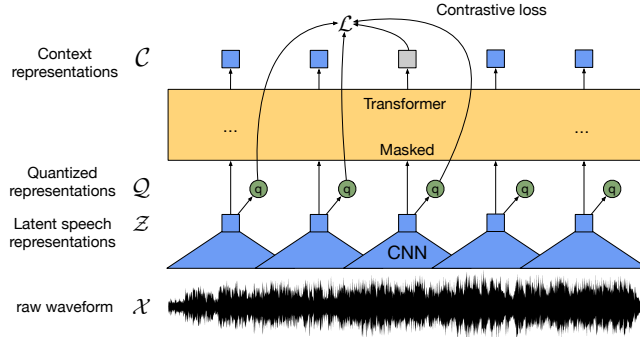 Contrastive loss
ℒ
Context
representations 𝒞
Transformer
... ...
Masked
Quantized
representations 𝒬
q q q q q
Latent speech
representations 𝒵
CNN
raw waveform 𝒳